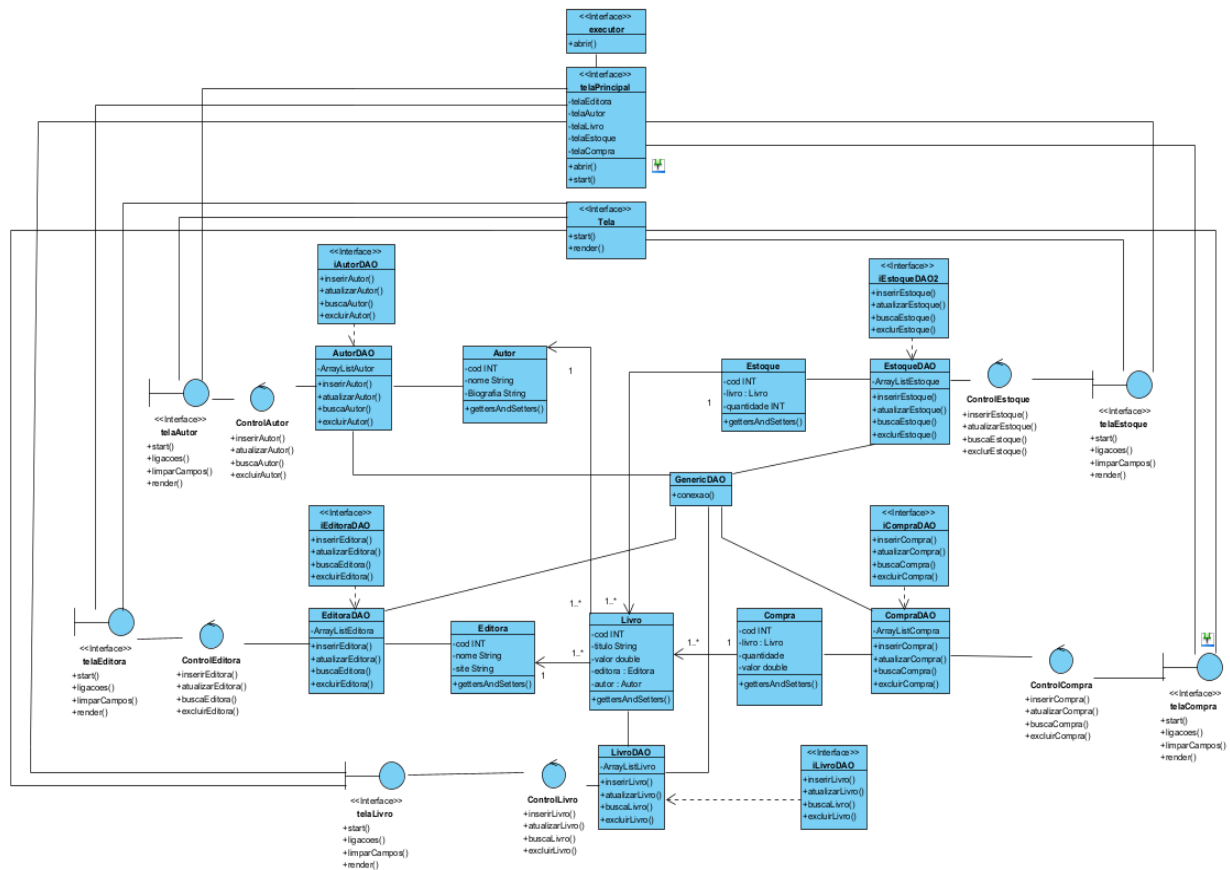 <<Interface>>
executor
+abrir()
<<Interface>>
telaPrincipal
-telaEditora
-telaAutor
-telaLivro
-telaEstoque
-telaCompra
+abrir()
+start()
<<Interface>>
Tela
+start()
+render()
<<Interface>>
iAutorDAO
+inserirAutor()
+atualizarAutor()
+buscaAutor()
+excluirAutor()
<<Interface>>
iEstoqueDAO2
+inserirEstoque()
+atualizarEstoque()
+buscaEstoque()
+exclurEstoque()
AutorDAO
-ArrayListAutor
+inserirAutor()
+atualizarAutor()
+buscaAutor()
+excluirAutor()
Autor
-cod INT
-nome String
-Biografia String
+gettersAndSetters()
1
Estoque
-cod INT
-livro : Livro
-quantidade INT
+gettersAndSetters()
1
EstoqueDAO
-ArrayListEstoque
+inserirEstoque()
+atualizarEstoque()
+buscaEstoque()
+exclurEstoque()
<<Interface>>
telaAutor
+start()
+ligacoes()
+limparCampos()
+render()
ControlAutor
+inserirAutor()
+atualizarAutor()
+buscaAutor()
+excluirAutor()
ControlEstoque
+inserirEstoque()
+atualizarEstoque()
+buscaEstoque()
+exclurEstoque()
<<Interface>>
telaEstoque
+start()
+ligacoes()
+limparCampos()
+render()
GenericDAO
+conexao()
<<Interface>>
iEditoraDAO
+inserirEditora()
+atualizarEditora()
+buscaEditora()
+excluirEditora()
<<Interface>>
iCompraDAO
+inserirCompra()
+atualizarCompra()
+buscaCompra()
+excluirCompra()
<<Interface>>
telaEditora
+start()
+ligacoes()
+limparCampos()
+render()
ControlEditora
+inserirEditora()
+atualizarEditora()
+buscaEditora()
+excluirEditora()
EditoraDAO
-ArrayListEditora
+inserirEditora()
+atualizarEditora()
+buscaEditora()
+excluirEditora()
Editora
-cod INT
-nome String
-site String
+gettersAndSetters()
1..*
1
1..*
1..*
Livro
-cod INT
-titulo String
-valor double
-editora : Editora
-autor : Autor
+gettersAndSetters()
1..*
1
Compra
-cod INT
-livro : Livro
-quantidade
-valor double
+gettersAndSetters()
CompraDAO
-ArrayListCompra
+inserirCompra()
+atualizarCompra()
+buscaCompra()
+excluirCompra()
ControlCompra
+inserirCompra()
+atualizarCompra()
+buscaCompra()
+excluirCompra()
<<Interface>>
telaCompra
+start()
+ligacoes()
+limparCampos()
+render()
<<Interface>>
telaLivro
+start()
+ligacoes()
+limparCampos()
+render()
ControlLivro
+inserirLivro()
+atualizarLivro()
+buscaLivro()
+excluirLivro()
LivroDAO
-ArrayListLivro
+inserirLivro()
+atualizarLivro()
+buscaLivro()
+excluirLivro()
<<Interface>>
iLivroDAO
+inserirLivro()
+atualizarLivro()
+buscaLivro()
+excluirLivro()